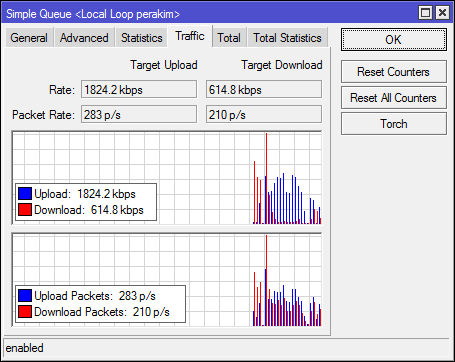 Simple Queue <Local Loop perakim>
General Advanced Statistics Traffic Total Total Statistics
Target Upload Target Download
Rate: 1824.2 kbps 614.8 kbps
Packet Rate: 283 p/s 210 p/s
Upload: 1824.2 kbps
Download: 614.8 kbps
Upload Packets: 283 p/s
Download Packets: 210 p/s
OK
Reset Counters
Reset All Counters
Torch
enabled